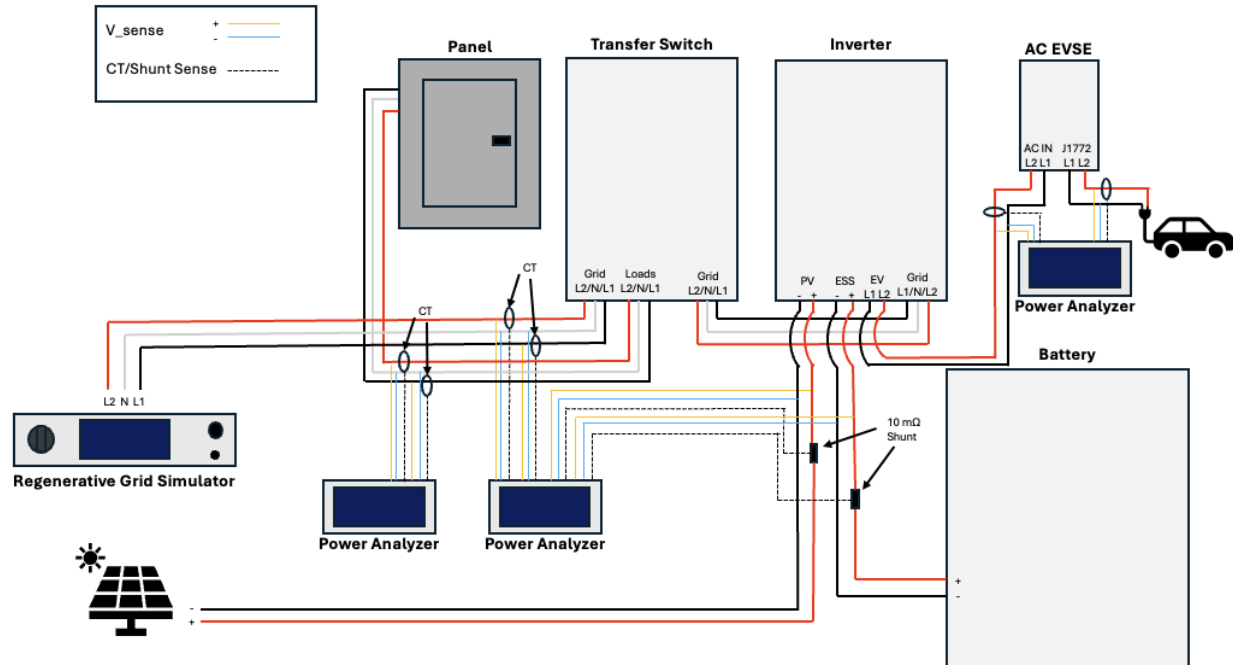 V_sense
+
-
CT/Shunt Sense
Panel
Transfer Switch
Inverter
AC EVSE
AC IN J1772
L2 L1 L1 L2
Power Analyzer
Grid Loads Grid
L2/N/L1 L2/N/L1 L2/N/L1
PV ESS EV Grid
- + - + L1 L2 L1/N/L2
CT
CT
Battery
L2 N L1
Regenerative Grid Simulator
10 mΩ
Shunt
Power Analyzer
Power Analyzer
+
-
-
+